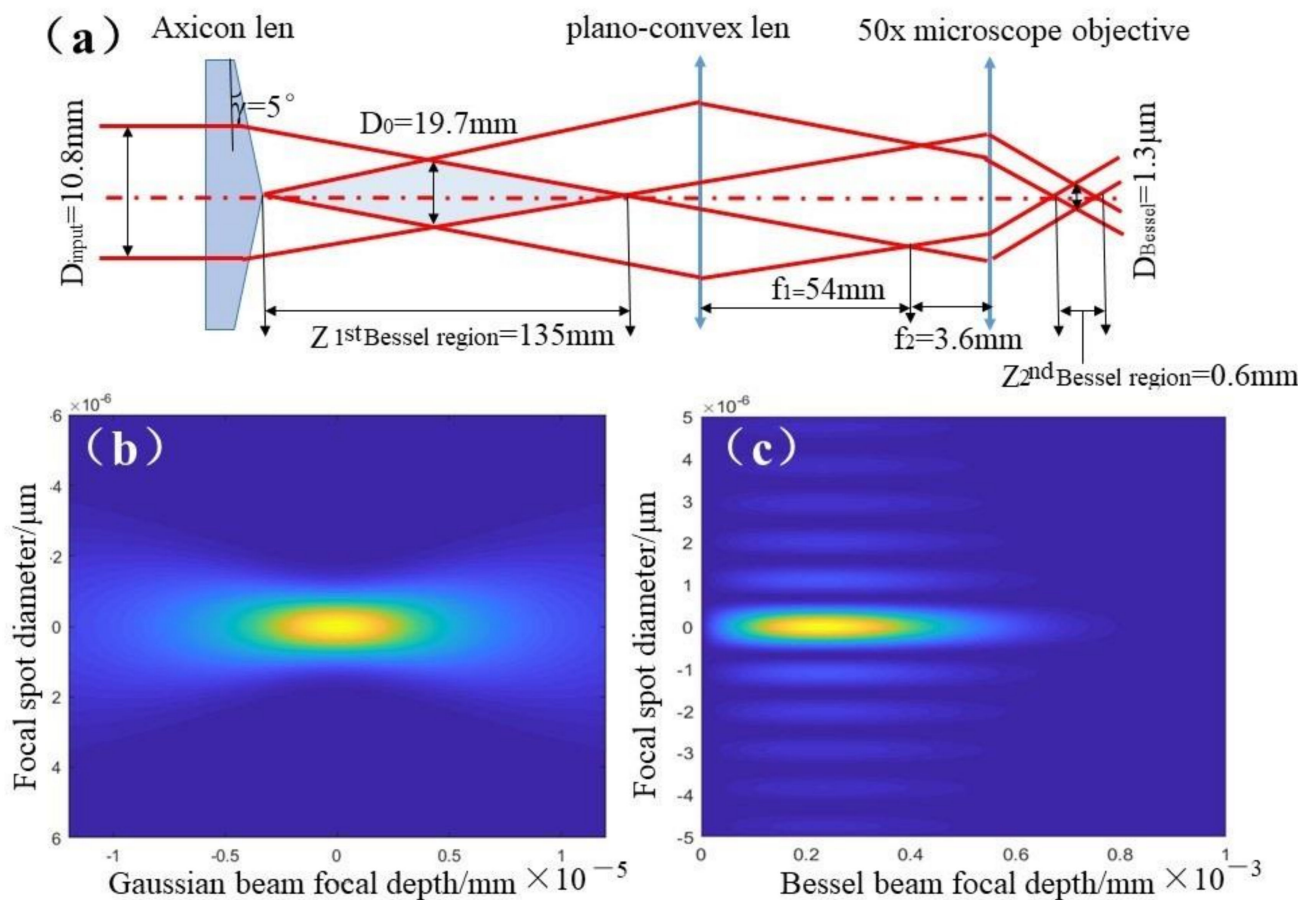 （a）
Axicon len
plano-convex len
50x microscope objective
γ=5°
D0=19.7mm
Dinput=10.8mm
DBessel=1.3μm
f1=54mm
f2=3.6mm
Z 1st Bessel region=135mm
Z2nd Bessel region=0.6mm
×10-6
（b）
-6
-4
-2
0
2
4
6
Focal spot diameter/μm
-1
-0.5
0
0.5
1
Gaussian beam focal depth/mm ×10−5
×10-6
（c）
5
4
3
2
1
0
-1
-2
-3
-4
-5
Focal spot diameter/μm
0
0.2
0.4
0.6
0.8
1
Bessel beam focal depth/mm ×10−3